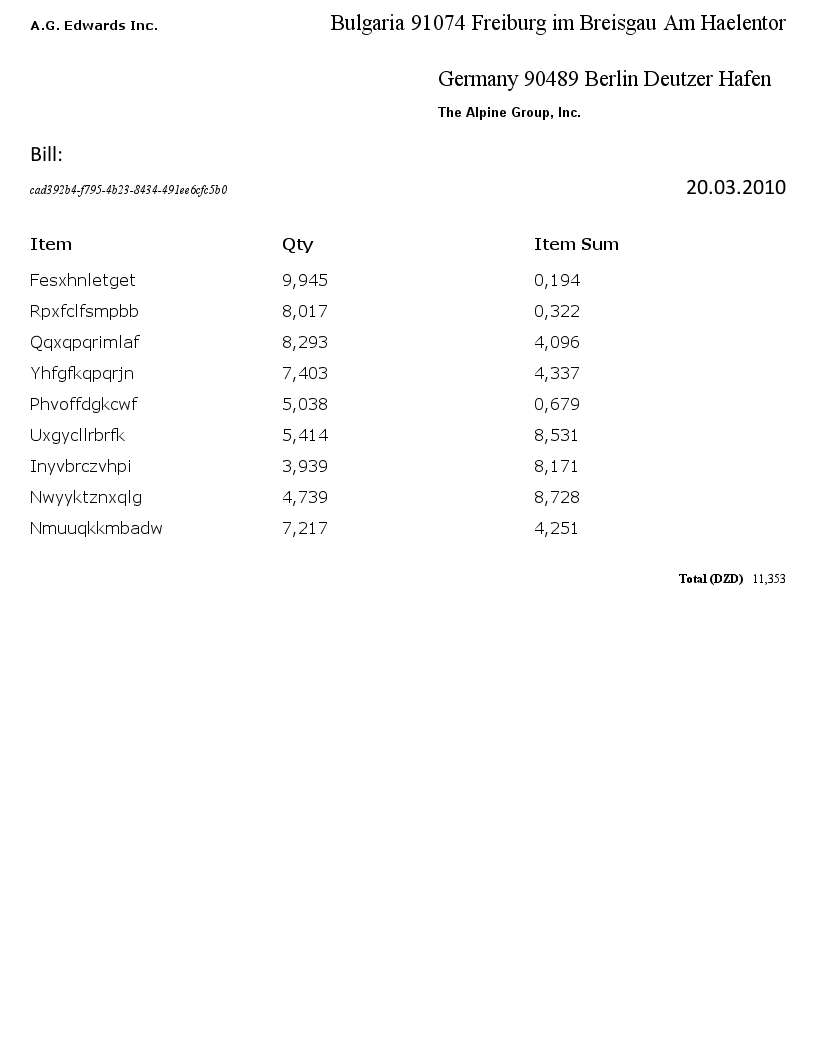 A.G. Edwards Inc. Bulgaria 91074 Freiburg im Breisgau Am Haelentor
Germany 90489 Berlin Deutzer Hafen
The Alpine Group, Inc.
Bill:
cad392b4-f795-4b23-8434-491ee6cfc5b0 20.03.2010
Item Qty Item Sum
Fesxhnletget 9,945 0,194
Rpxfclfsmpbb 8,017 0,322
Qqxqpqrimlaf 8,293 4,096
Yhfgfkqpqrjn 7,403 4,337
Phvoffdgkcwf 5,038 0,679
Uxgycllrbrfk 5,414 8,531
Inyvbrczvhpi 3,939 8,171
Nwyyktznxqlg 4,739 8,728
Nmuuqkkmbadw 7,217 4,251
Total (DZD) 11,353